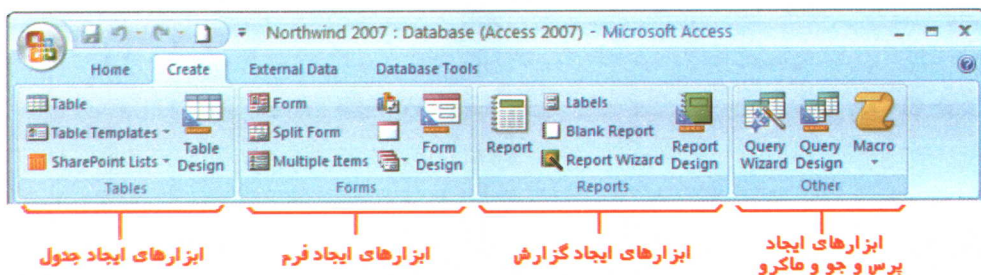 Northwind 2007 : Database (Access 2007) - Microsoft Access
Home Create External Data Database Tools
Table
Table Templates
SharePoint Lists
Table Design
Tables
Form
Split Form
Multiple Items
Form Design
Forms
Report
Labels
Blank Report
Report Wizard
Report Design
Reports
Query Wizard
Query Design
Macro
Other
ابزارهای ایجاد جدول
ابزارهای ایجاد فرم
ابزارهای ایجاد گزارش
ابزارهای ایجاد
پرس و جو و ماکرو